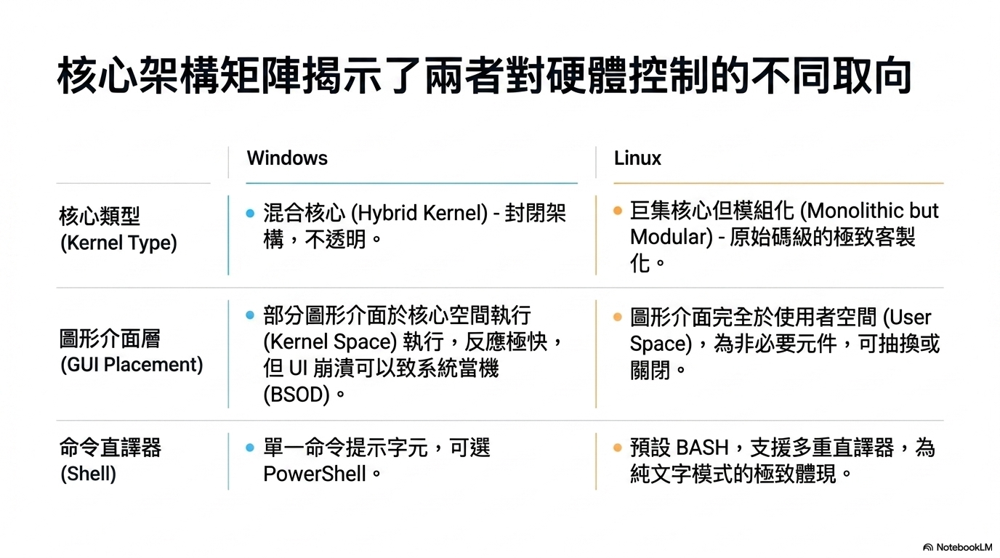 核心架構矩陣揭示了兩者對硬體控制的不同取向
Windows
Linux
核心類型
(Kernel Type)
混合核心 (Hybrid Kernel) - 封閉架
構，不透明。
巨集核心但模組化 (Monolithic but
Modular) - 原始碼級的極致客製
化。
圖形介面層
(GUI Placement)
部分圖形介面於核心空間執行
(Kernel Space) 執行，反應極快，
但 UI 崩潰可以致系統當機
(BSOD)。
圖形介面完全於使用者空間 (User
Space)，為非必要元件，可抽換或
關閉。
命令直譯器
(Shell)
單一命令提示字元，可選
PowerShell。
預設 BASH，支援多重直譯器，為
純文字模式的極致體現。
NotebookLM